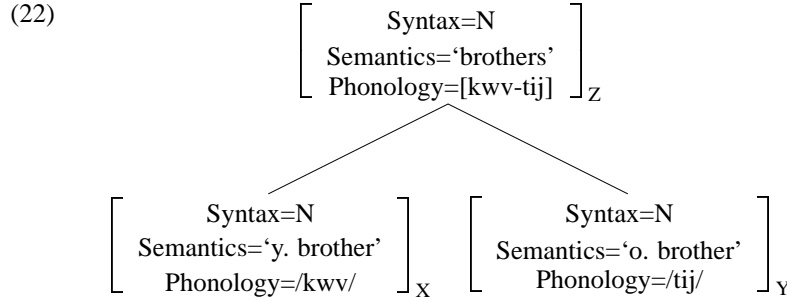 (22)
Syntax=N
Semantics=‘brothers’
Phonology=[kwv-tij]
Z
Syntax=N
Semantics=‘y. brother’
Phonology=/kwv/
X
Syntax=N
Semantics=‘o. brother’
Phonology=/tij/
Y